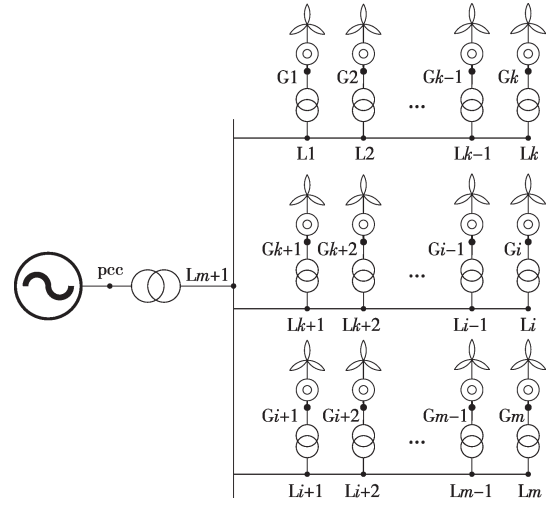 G1 G2 Gk−1 Gk
...
L1 L2 Lk−1 Lk
Gk+1 Gk+2 Gi−1 Gi
pcc Lm+1 ...
Lk+1 Lk+2 Li−1 Li
Gi+1 Gi+2 Gm−1 Gm
...
Li+1 Li+2 Lm−1 Lm